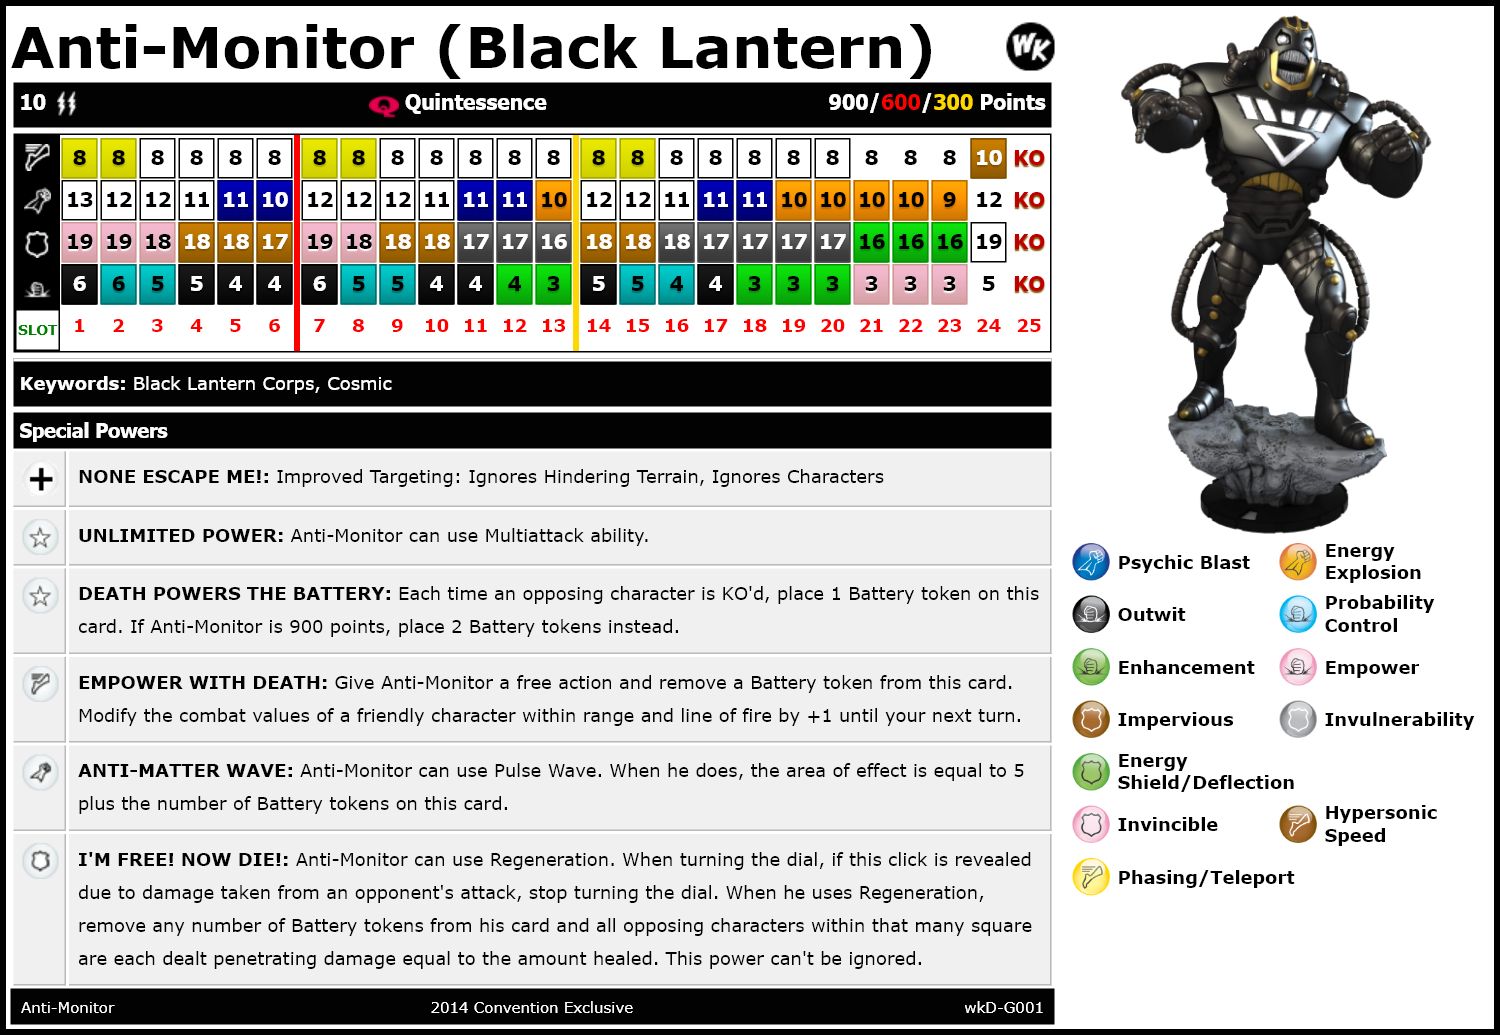 Anti-Monitor (Black Lantern)
WK
10
Quintessence
900/600/300 Points
8 8 8 8 8 8 8 8 8 8 8 8 8 8 8 8 8 8 8 8 8 8 8 10 KO
13 12 12 11 11 10 12 12 12 11 11 11 10 12 12 11 11 11 10 10 10 10 9 12 KO
19 19 18 18 18 17 19 18 18 18 17 17 16 18 18 18 17 17 17 17 16 16 16 19 KO
6 6 5 5 4 4 6 5 5 4 4 4 3 5 5 4 4 3 3 3 3 3 3 5 KO
SLOT 1 2 3 4 5 6 7 8 9 10 11 12 13 14 15 16 17 18 19 20 21 22 23 24 25
Keywords: Black Lantern Corps, Cosmic
Special Powers
NONE ESCAPE ME!: Improved Targeting: Ignores Hindering Terrain, Ignores Characters
UNLIMITED POWER: Anti-Monitor can use Multiattack ability.
DEATH POWERS THE BATTERY: Each time an opposing character is KO'd, place 1 Battery token on this
card. If Anti-Monitor is 900 points, place 2 Battery tokens instead.
EMPOWER WITH DEATH: Give Anti-Monitor a free action and remove a Battery token from this card.
Modify the combat values of a friendly character within range and line of fire by +1 until your next turn.
ANTI-MATTER WAVE: Anti-Monitor can use Pulse Wave. When he does, the area of effect is equal to 5
plus the number of Battery tokens on this card.
I'M FREE! NOW DIE!: Anti-Monitor can use Regeneration. When turning the dial, if this click is revealed
due to damage taken from an opponent's attack, stop turning the dial. When he uses Regeneration,
remove any number of Battery tokens from his card and all opposing characters within that many square
are each dealt penetrating damage equal to the amount healed. This power can't be ignored.
Anti-Monitor
2014 Convention Exclusive
wkD-G001
Psychic Blast
Energy
Explosion
Outwit
Probability
Control
Enhancement
Empower
Impervious
Invulnerability
Energy
Shield/Deflection
Invincible
Hypersonic
Speed
Phasing/Teleport